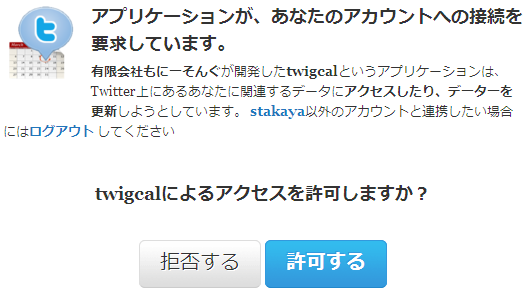 アプリケーションが、あなたのアカウントへの接続を
要求しています。
有限会社もにーそんぐが開発したtwigcalというアプリケーションは、
Twitter上にあるあなたに関連するデータにアクセスしたり、データーを
更新しようとしています。 stakaya以外のアカウントと連携したい場合
にはログアウト してください
twigcalによるアクセスを許可しますか？
拒否する
許可する